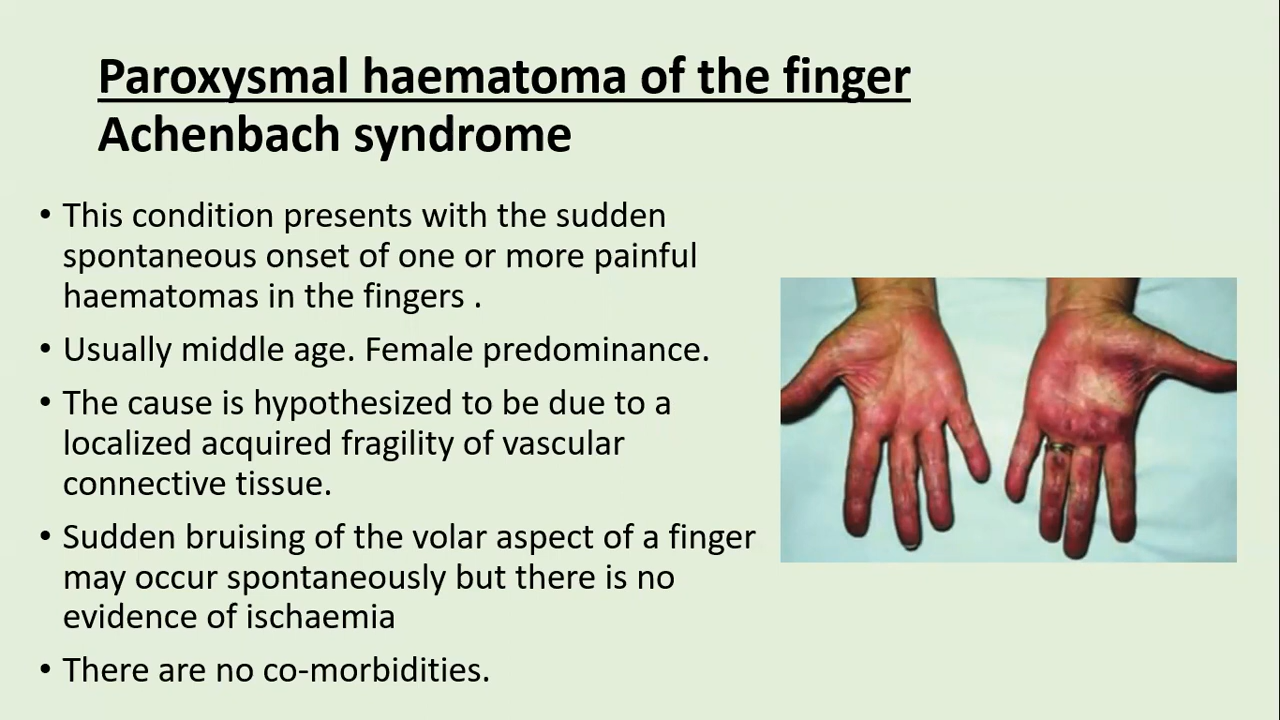 Paroxysmal haematoma of the finger
Achenbach syndrome
• This condition presents with the sudden
spontaneous onset of one or more painful
haematomas in the fingers .
• Usually middle age. Female predominance.
• The cause is hypothesized to be due to a
localized acquired fragility of vascular
connective tissue.
• Sudden bruising of the volar aspect of a finger
may occur spontaneously but there is no
evidence of ischaemia
• There are no co-morbidities.